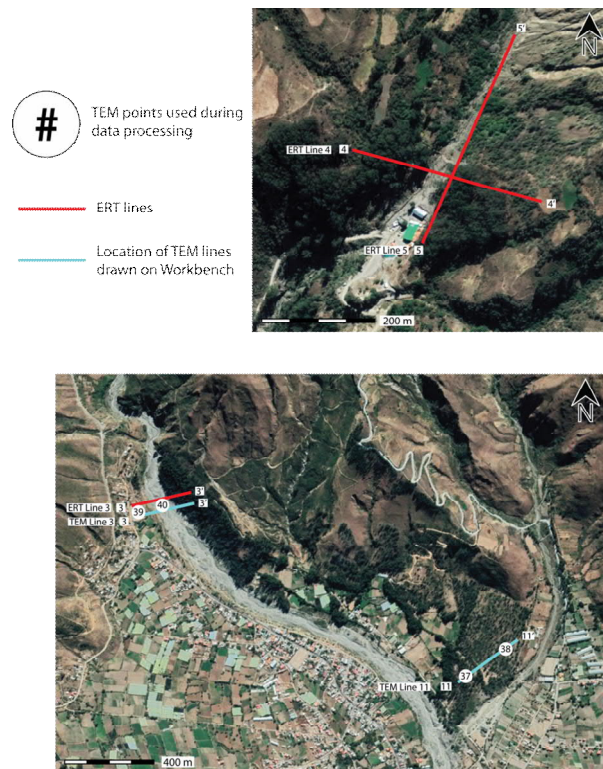 #
TEM points used during
data processing
ERT lines
Location of TEM lines
drawn on Workbench
5'
N
ERT Line 4 4
4'
ERT Line 5 5
200 m
N
ERT Line 3 3
3'
TEM Line 3 3
39
40
3'
38
11'
37
TEM Line 11 11
400 m